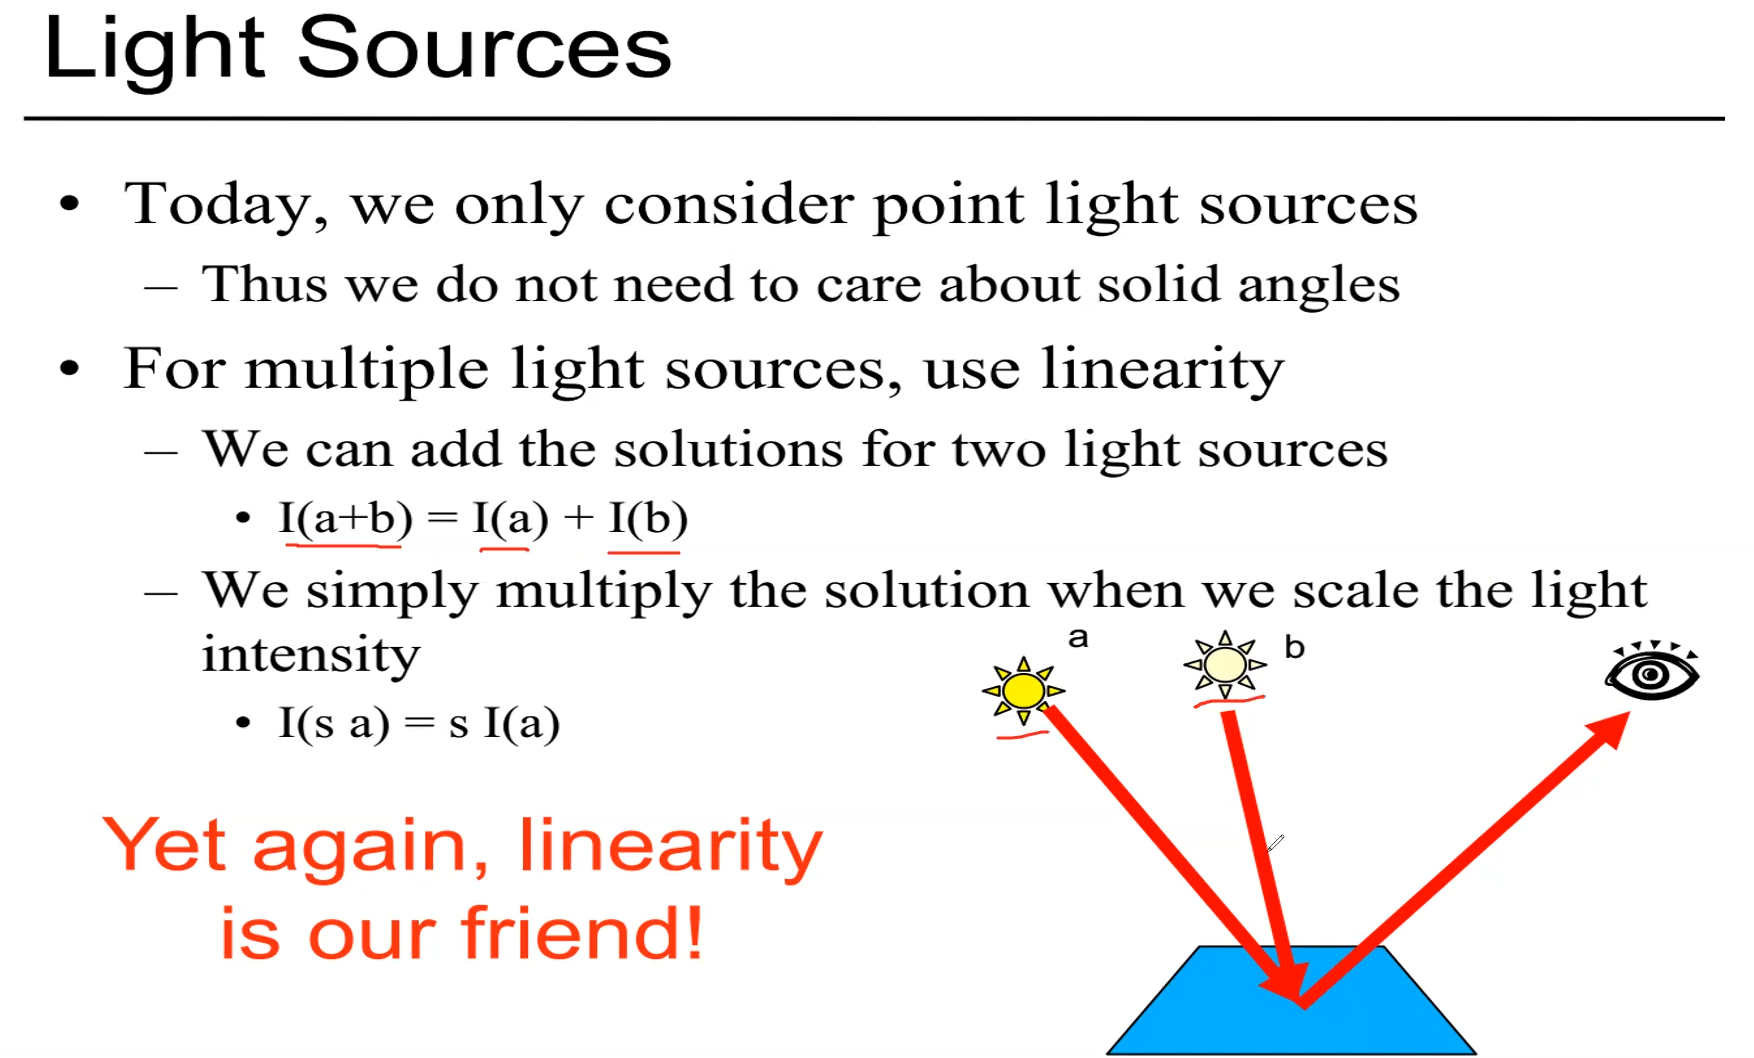 Light Sources
• Today, we only consider point light sources
– Thus we do not need to care about solid angles
• For multiple light sources, use linearity
– We can add the solutions for two light sources
• I(a+b) = I(a) + I(b)
– We simply multiply the solution when we scale the light
intensity
• I(s a) = s I(a)
a
b
Yet again, linearity
is our friend!